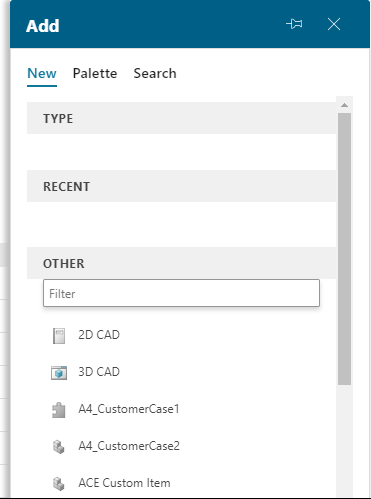 Add
New Palette Search
TYPE
RECENT
OTHER
Filter
2D CAD
3D CAD
A4_CustomerCase1
A4_CustomerCase2
ACE Custom Item